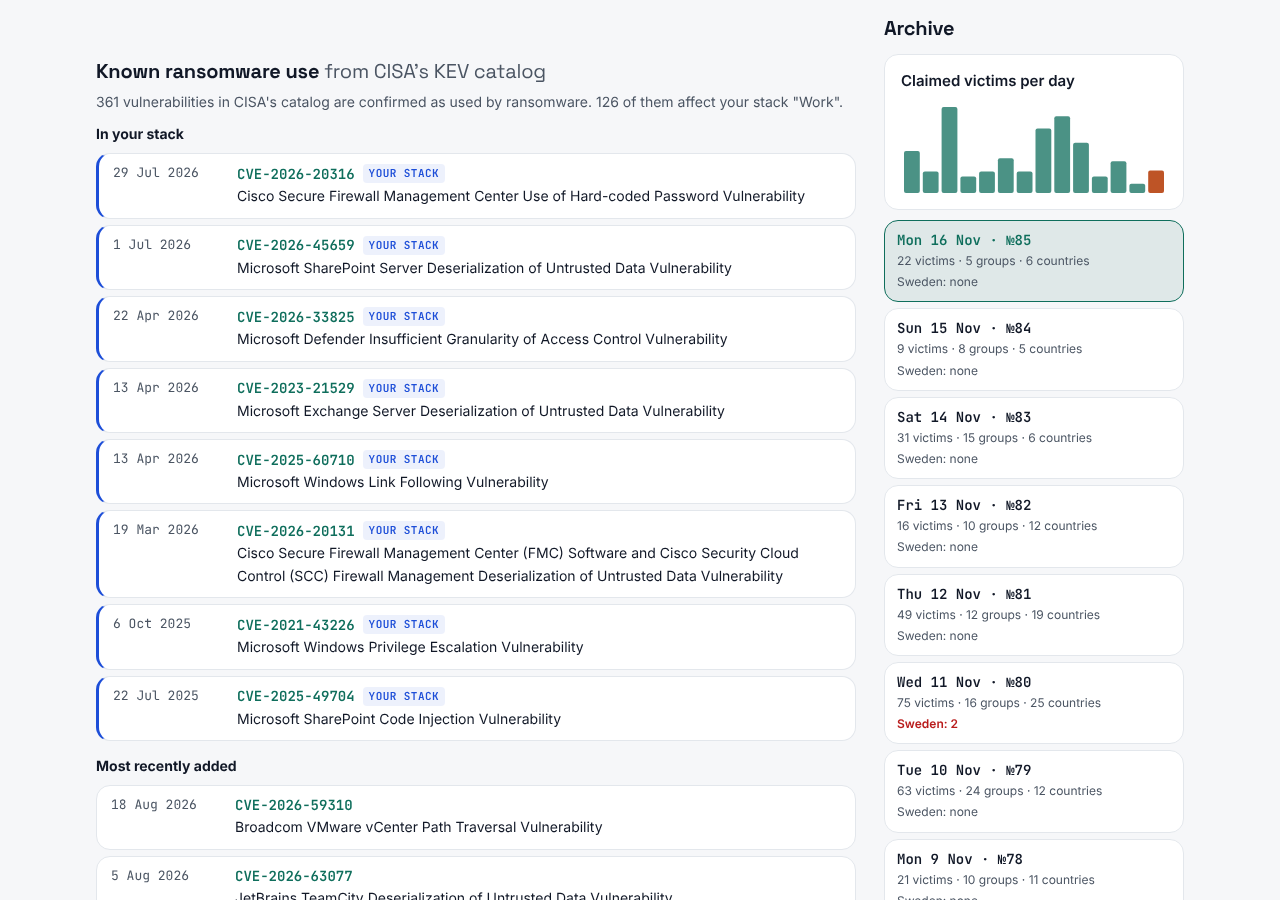 Known ransomware use from CISA's KEV catalog
361 vulnerabilities in CISA's catalog are confirmed as used by ransomware. 126 of them affect your stack "Work".
In your stack
29 Jul 2026
CVE-2026-20316 YOUR STACK
Cisco Secure Firewall Management Center Use of Hard-coded Password Vulnerability
1 Jul 2026
CVE-2026-45659 YOUR STACK
Microsoft SharePoint Server Deserialization of Untrusted Data Vulnerability
22 Apr 2026
CVE-2026-33825 YOUR STACK
Microsoft Defender Insufficient Granularity of Access Control Vulnerability
13 Apr 2026
CVE-2023-21529 YOUR STACK
Microsoft Exchange Server Deserialization of Untrusted Data Vulnerability
13 Apr 2026
CVE-2025-60710 YOUR STACK
Microsoft Windows Link Following Vulnerability
19 Mar 2026
CVE-2026-20131 YOUR STACK
Cisco Secure Firewall Management Center (FMC) Software and Cisco Security Cloud
Control (SCC) Firewall Management Deserialization of Untrusted Data Vulnerability
6 Oct 2025
CVE-2021-43226 YOUR STACK
Microsoft Windows Privilege Escalation Vulnerability
22 Jul 2025
CVE-2025-49704 YOUR STACK
Microsoft SharePoint Code Injection Vulnerability
Most recently added
18 Aug 2026
CVE-2026-59310
Broadcom VMware vCenter Path Traversal Vulnerability
5 Aug 2026
CVE-2026-63077
JetBrains TeamCity Deserialization of Untrusted Data Vulnerability
Archive
Claimed victims per day
Mon 16 Nov · №85
22 victims · 5 groups · 6 countries
Sweden: none
Sun 15 Nov · №84
9 victims · 8 groups · 5 countries
Sweden: none
Sat 14 Nov · №83
31 victims · 15 groups · 6 countries
Sweden: none
Fri 13 Nov · №82
16 victims · 10 groups · 12 countries
Sweden: none
Thu 12 Nov · №81
49 victims · 12 groups · 19 countries
Sweden: none
Wed 11 Nov · №80
75 victims · 16 groups · 25 countries
Sweden: 2
Tue 10 Nov · №79
63 victims · 24 groups · 12 countries
Sweden: none
Mon 9 Nov · №78
21 victims · 10 groups · 11 countries
Sweden: none